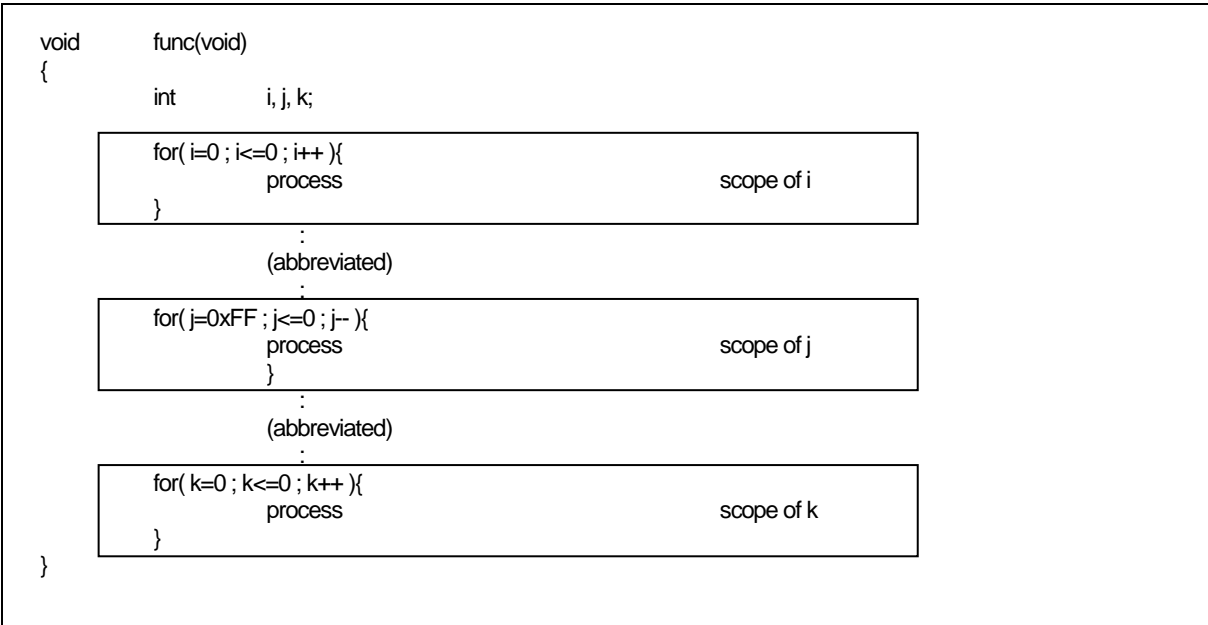 void func(void)
{
int i, j, k;
for( i=0 ; i<=0 ; i++ ){
process scope of i
}
:
(abbreviated)
:
for( j=0xFF ; j<=0 ; j-- ){
process scope of j
}
:
(abbreviated)
:
for( k=0 ; k<=0 ; k++ ){
process scope of k
}
}